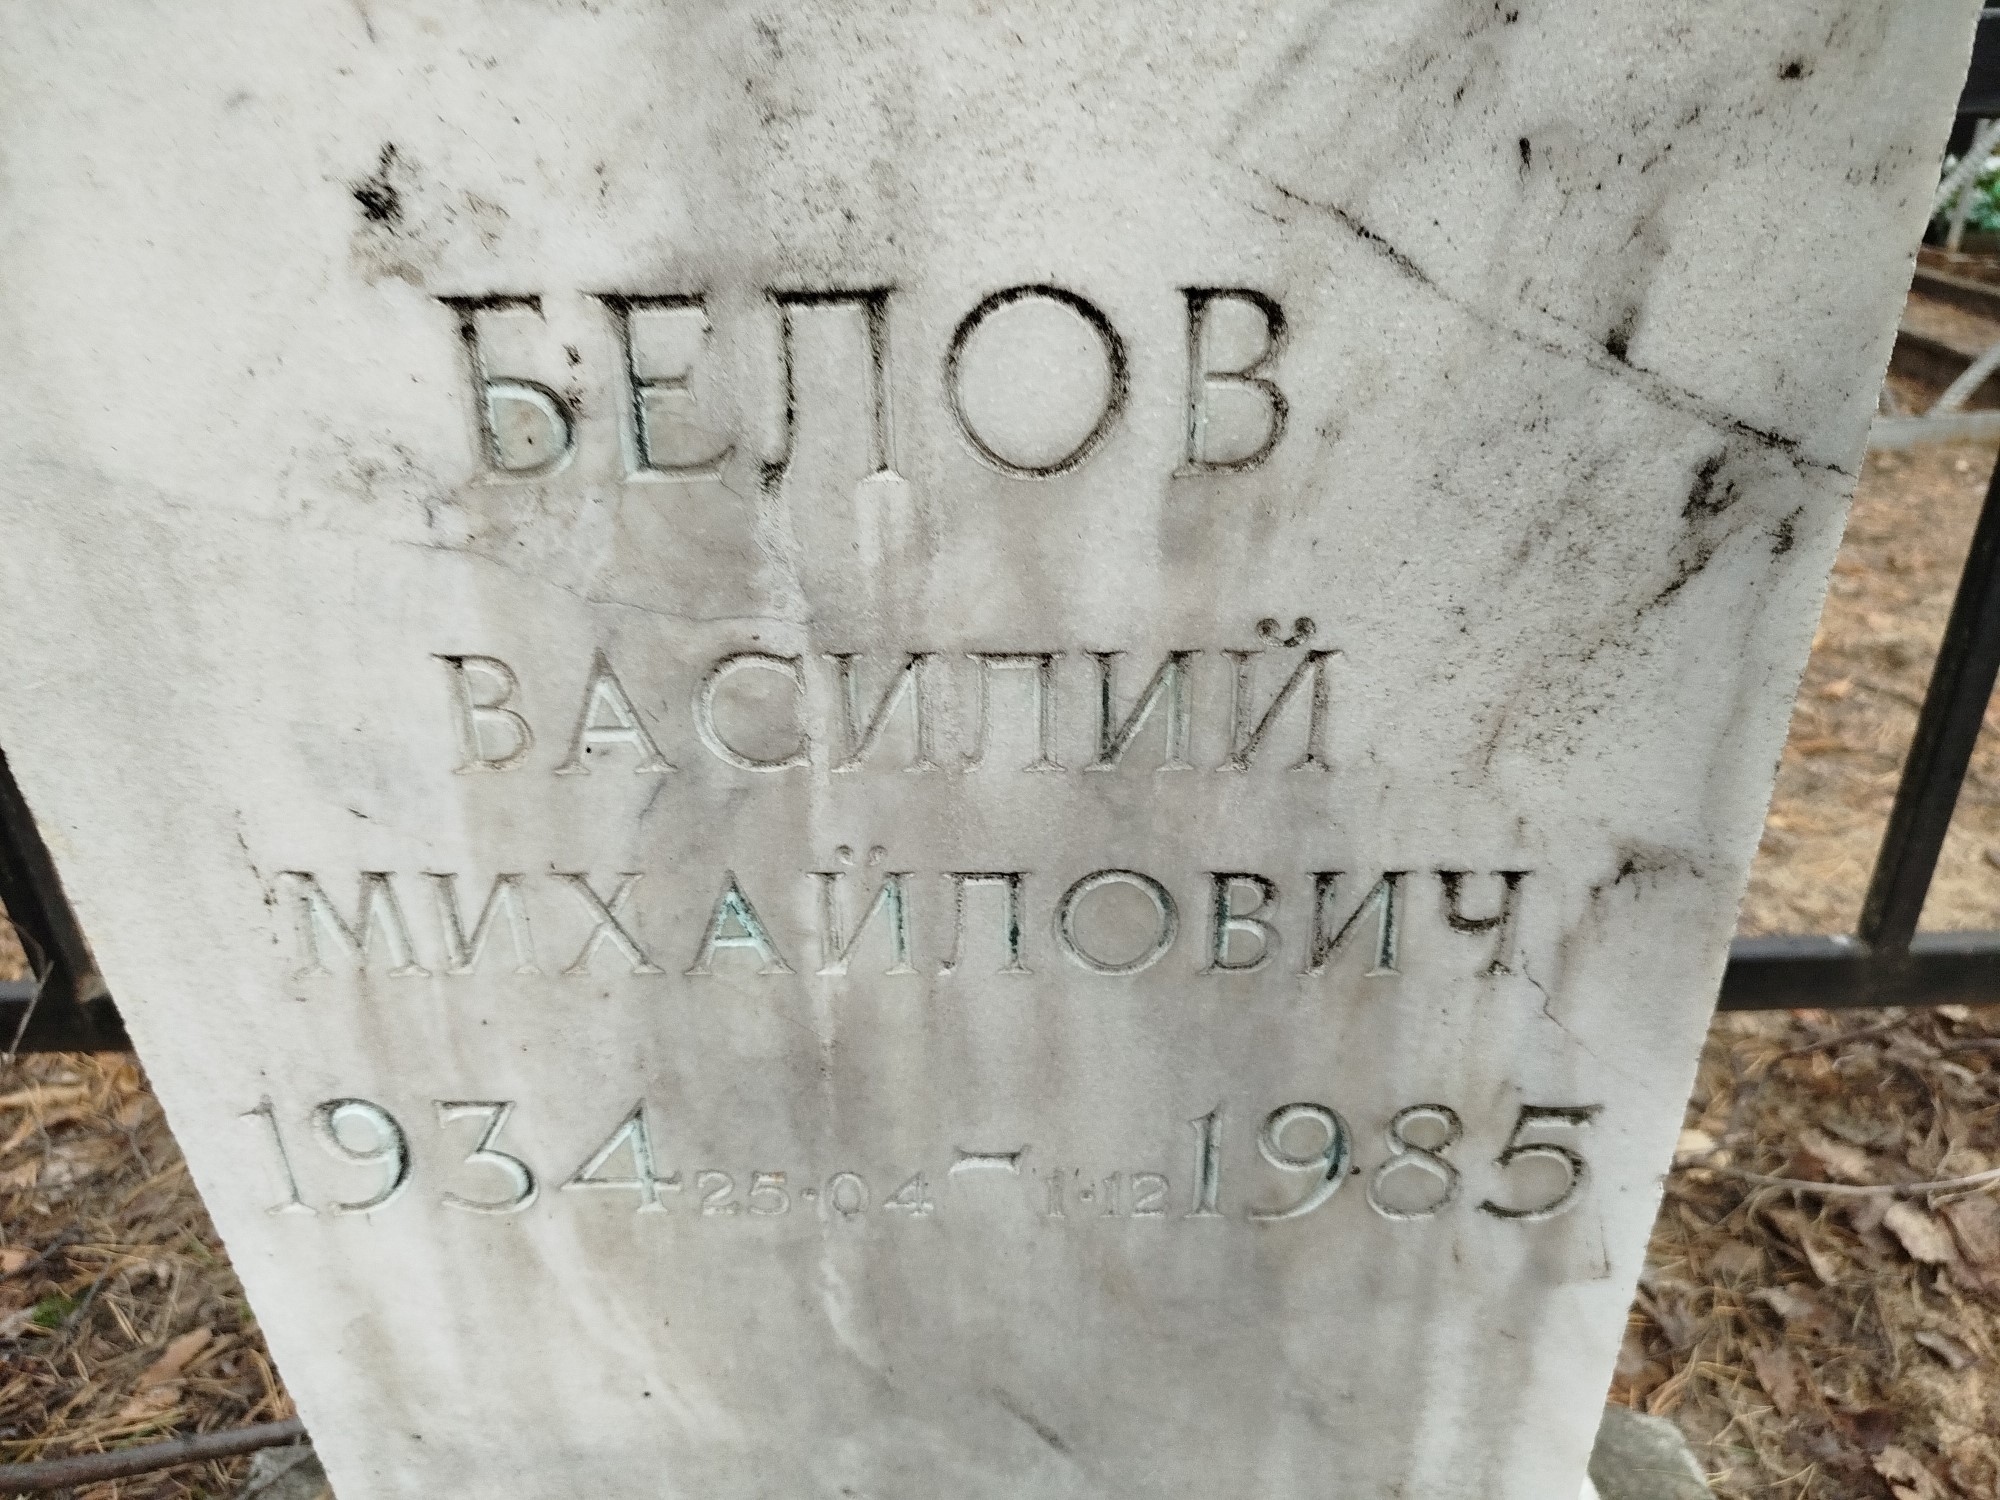 БЕЛОВ
ВАСИЛИЙ
МИХАЙЛОВИЧ
1934 25·04 – 1·12 1985